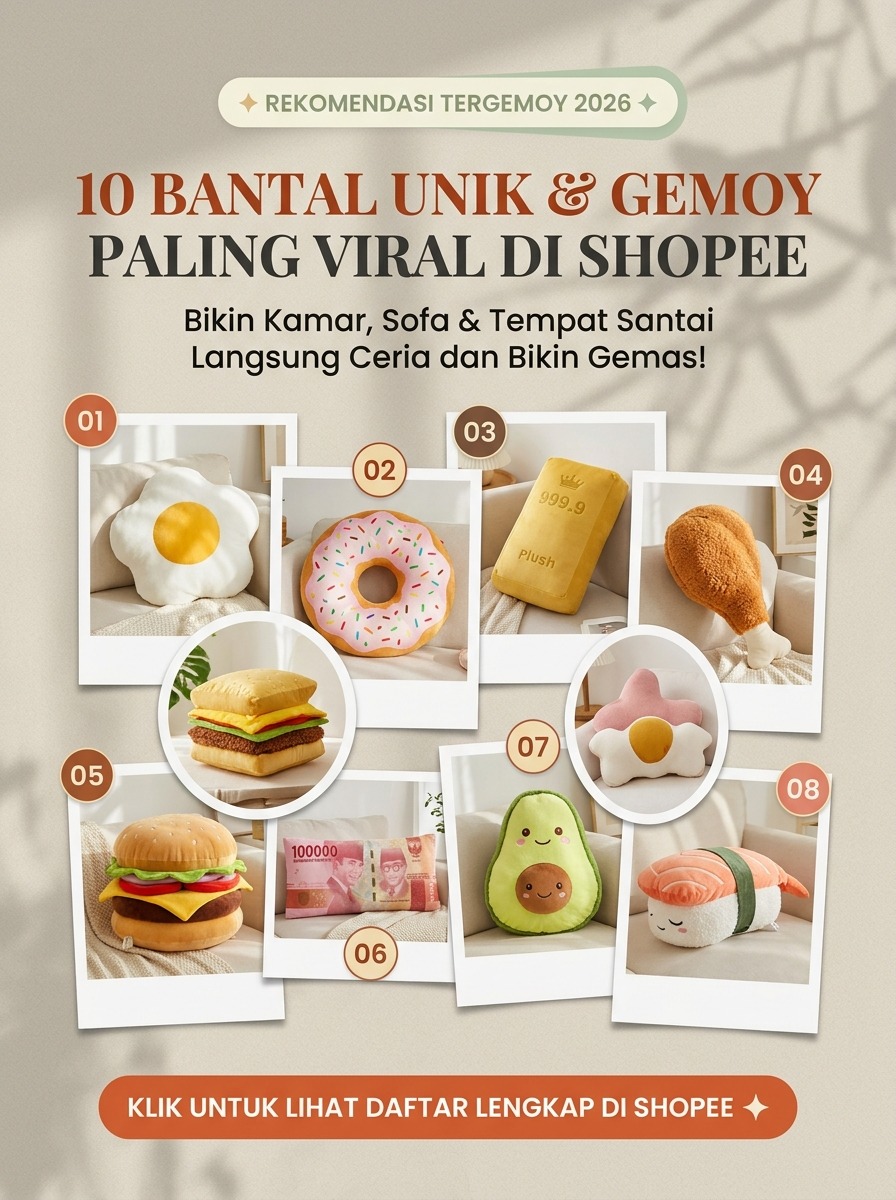 REKOMENDASI TERGEMOY 2026
10 BANTAL UNIK & GEMOY
PALING VIRAL DI SHOPEE
Bikin Kamar, Sofa & Tempat Santai
Langsung Ceria dan Bikin Gemas!
01
02
03
04
999.9
Plush
05
06
07
08
100000
KLIK UNTUK LIHAT DAFTAR LENGKAP DI SHOPEE